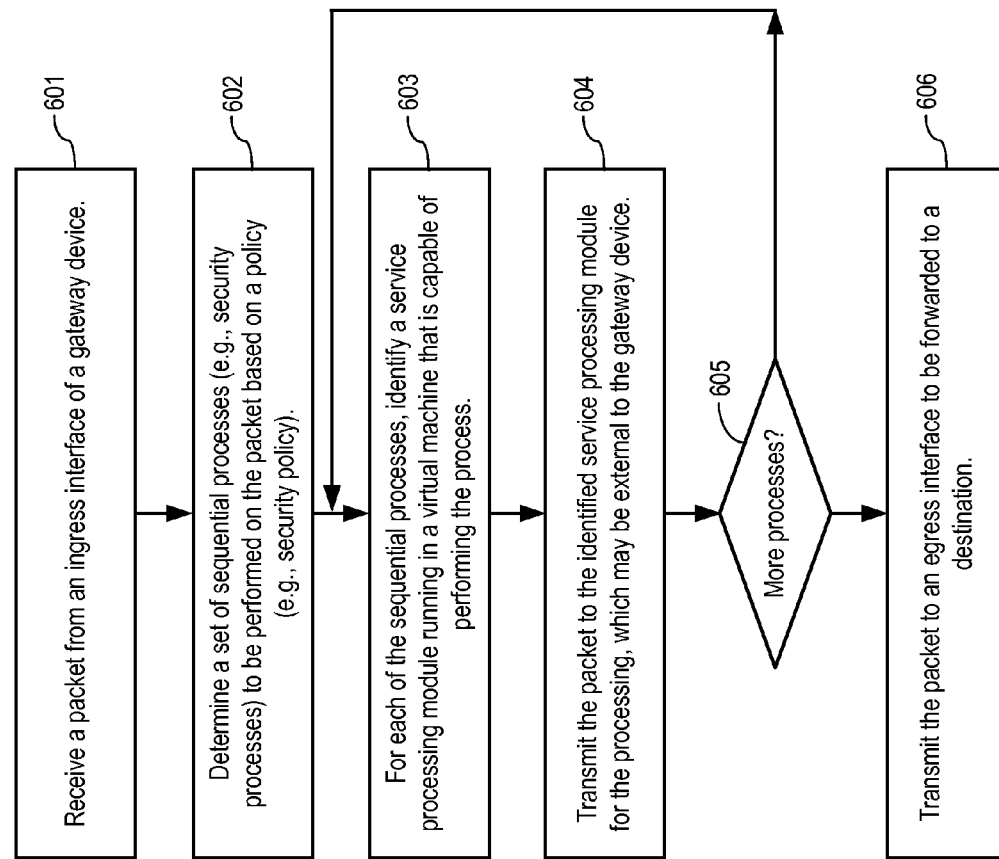 601
Receive a packet from an ingress interface of a gateway device.
602
Determine a set of sequential processes (e.g., security
processes) to be performed on the packet based on a policy
(e.g., security policy).
603
For each of the sequential processes, identify a service
processing module running in a virtual machine that is capable of
performing the process.
604
Transmit the packet to the identified service processing module
for the processing, which may be external to the gateway device.
605
More processes?
606
Transmit the packet to an egress interface to be forwarded to a
destination.